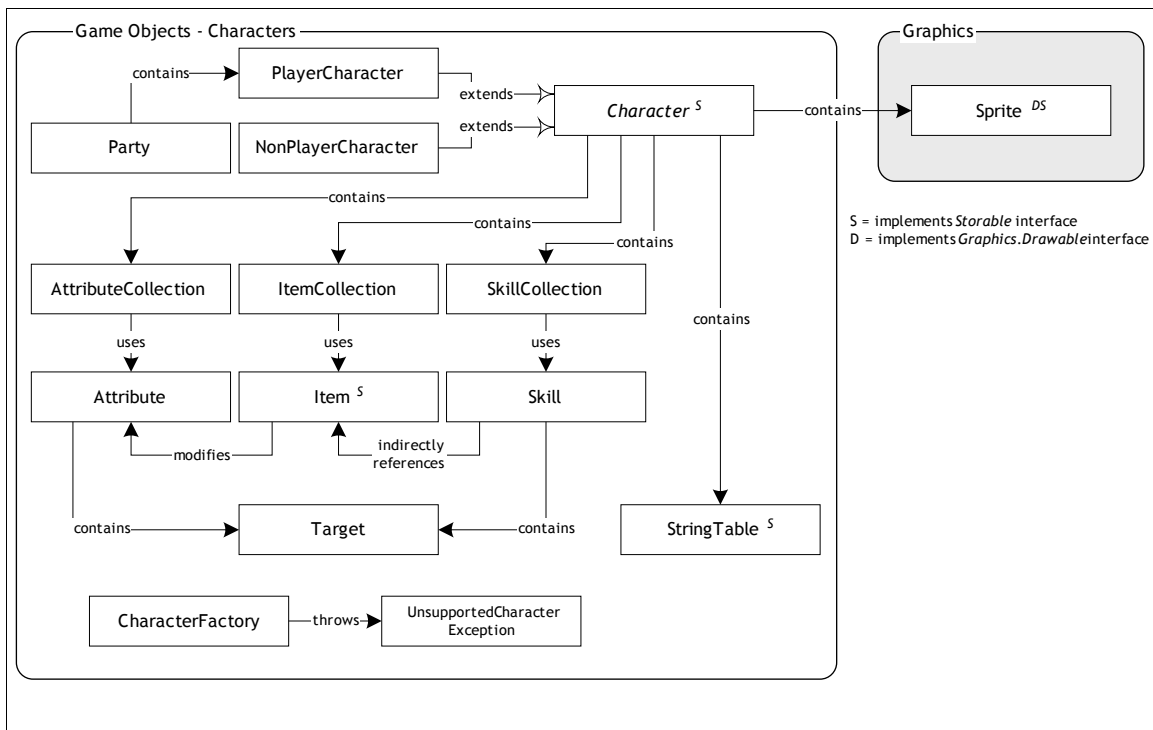 Game Objects - Characters
Graphics
PlayerCharacter
contains
extends
Character S
contains
Sprite DS
extends
Party
NonPlayerCharacter
contains
contains
contains
S = implements Storable interface
D = implements Graphics.Drawable interface
AttributeCollection
ItemCollection
SkillCollection
contains
uses
uses
uses
Attribute
Item S
Skill
modifies
indirectly
references
contains
Target
contains
StringTable S
CharacterFactory
throws
UnsupportedCharacter
Exception